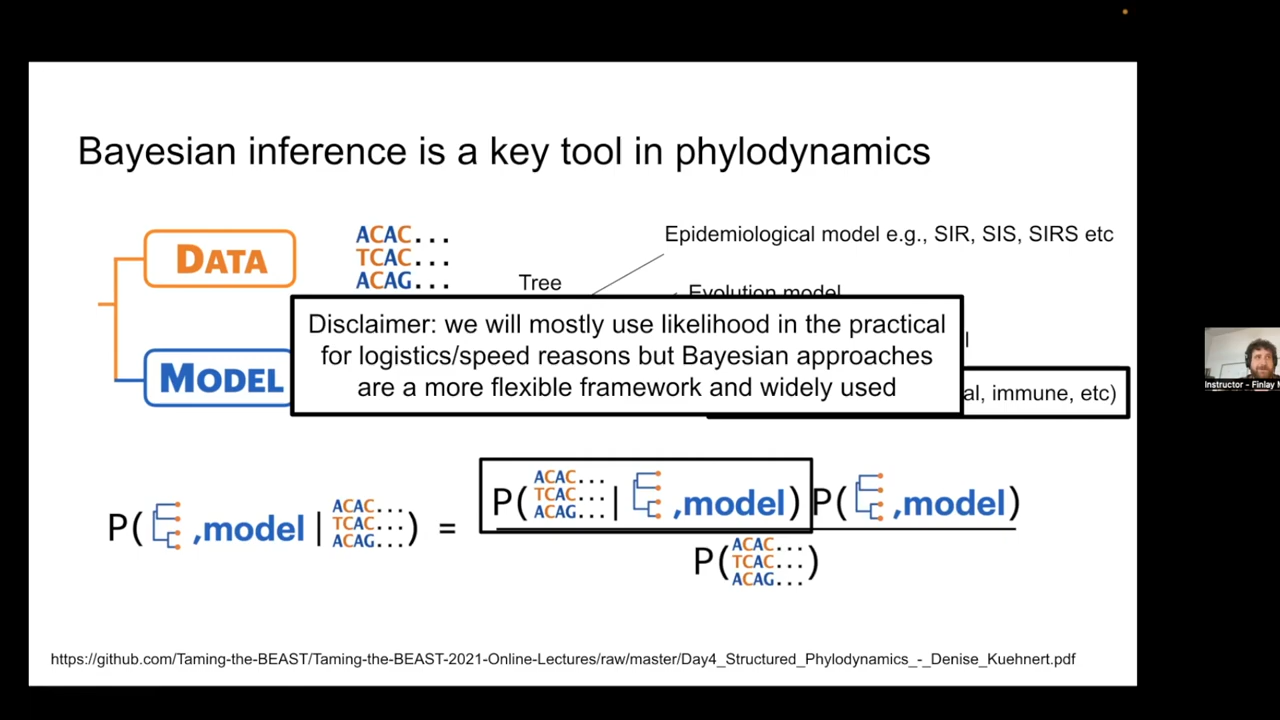 Bayesian inference is a key tool in phylodynamics
DATA
ACAC...
TCAC...
ACAG...
Tree
Epidemiological model e.g., SIR, SIS, SIRS etc
Evolution model
Disclaimer: we will mostly use likelihood in the practical
for logistics/speed reasons but Bayesian approaches
are a more flexible framework and widely used
MODEL
immune, etc)
P( ,model | ACAC... TCAC... ACAG... ) = P( ACAC... TCAC... ACAG... | ,model) P( ,model)
P( ACAC... TCAC... ACAG... )
https://github.com/Taming-the-BEAST/Taming-the-BEAST-2021-Online-Lectures/raw/master/Day4_Structured_Phylodynamics_-_Denise_Kuehnert.pdf
Instructor - Finlay M